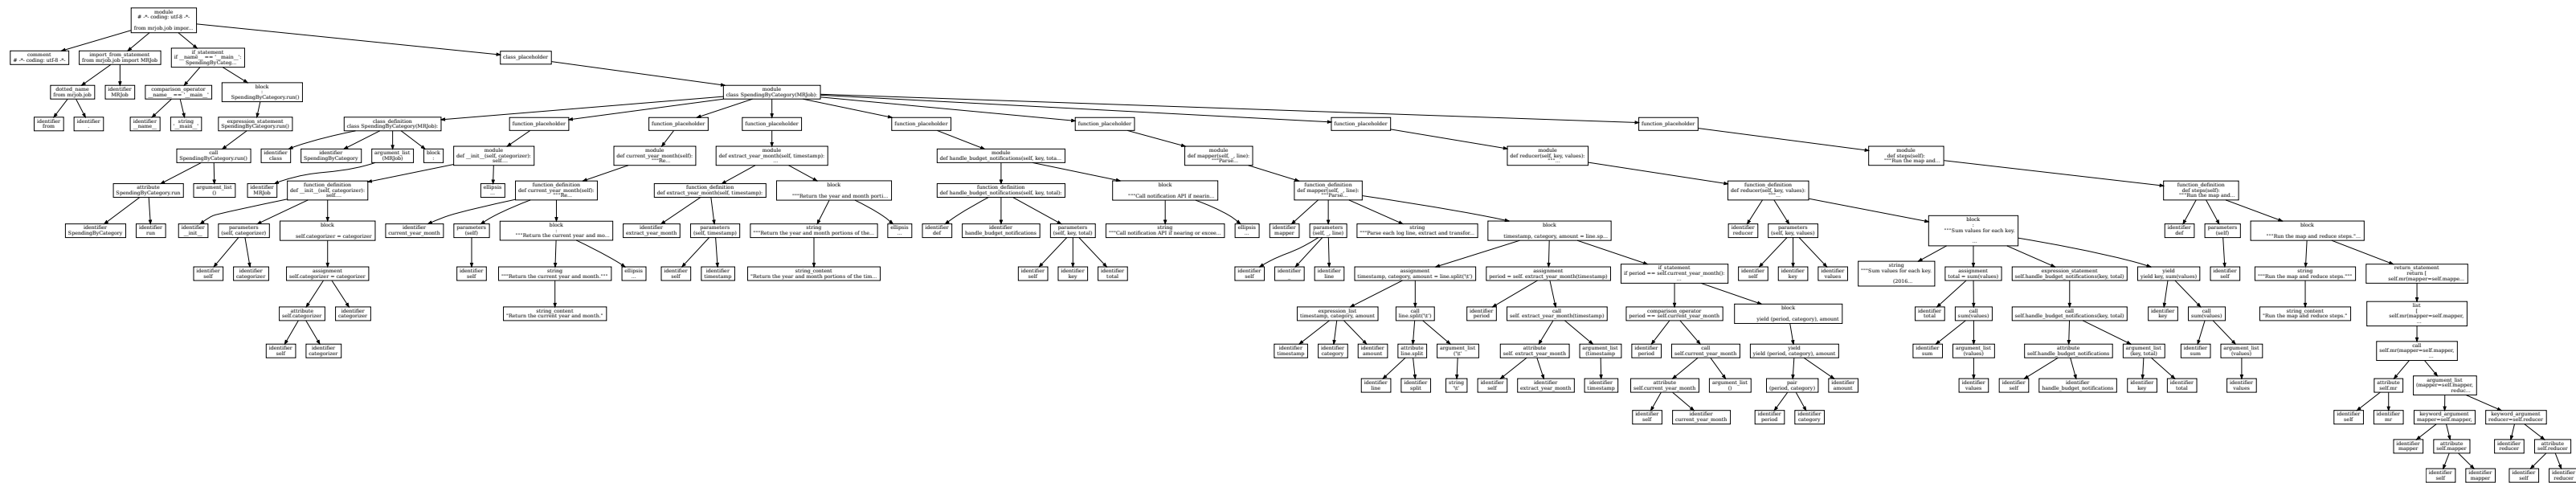 module
# -*- coding: utf-8 -*-
from mrjob.job impor...
comment
# -*- coding: utf-8 -*-
import_from_statement
from mrjob.job import MRJob
if_statement
if __name__ == '__main__':
SpendingByCateg...
class_placeholder
dotted_name
from mrjob.job
identifier
MRJob
comparison_operator
__name__ == '__main__'
block
SpendingByCategory.run()
module
class SpendingByCategory(MRJob):
identifier
from
identifier
.
identifier
__name__
string
'__main__'
expression_statement
SpendingByCategory.run()
class_definition
class SpendingByCategory(MRJob):
function_placeholder
function_placeholder
function_placeholder
function_placeholder
function_placeholder
function_placeholder
function_placeholder
call
SpendingByCategory.run()
identifier
class
identifier
SpendingByCategory
argument_list
(MRJob)
block
:
module
def __init__(self, categorizer):
self....
module
def current_year_month(self):
"""Re...
module
def extract_year_month(self, timestamp):
...
module
def handle_budget_notifications(self, key, tota...
module
def mapper(self, _, line):
"""Parse...
module
def reducer(self, key, values):
"""...
module
def steps(self):
"""Run the map and...
attribute
SpendingByCategory.run
argument_list
()
identifier
MRJob
function_definition
def __init__(self, categorizer):
self....
ellipsis
...
function_definition
def current_year_month(self):
"""Re...
function_definition
def extract_year_month(self, timestamp):
block
"""Return the year and month porti...
function_definition
def handle_budget_notifications(self, key, total):
block
"""Call notification API if nearin...
function_definition
def mapper(self, _, line):
"""Parse...
function_definition
def reducer(self, key, values):
"""...
function_definition
def steps(self):
"""Run the map and...
identifier
SpendingByCategory
identifier
run
identifier
__init__
parameters
(self, categorizer)
block
self.categorizer = categorizer
identifier
current_year_month
parameters
(self)
block
"""Return the current year and mo...
identifier
extract_year_month
parameters
(self, timestamp)
string
"""Return the year and month portions of the...
ellipsis
...
identifier
def
identifier
handle_budget_notifications
parameters
(self, key, total)
string
"""Call notification API if nearing or excee...
ellipsis
...
identifier
mapper
parameters
(self, _, line)
string
"""Parse each log line, extract and transfor...
block
timestamp, category, amount = line.sp...
identifier
reducer
parameters
(self, key, values)
block
"""Sum values for each key.
...
identifier
def
parameters
(self)
block
"""Run the map and reduce steps."...
identifier
self
identifier
categorizer
assignment
self.categorizer = categorizer
identifier
self
string
"""Return the current year and month."""
ellipsis
...
identifier
self
identifier
timestamp
string_content
"Return the year and month portions of the tim...
identifier
self
identifier
key
identifier
total
identifier
self
identifier
_
identifier
line
assignment
timestamp, category, amount = line.split('\t')
assignment
period = self.extract_year_month(timestamp)
if_statement
if period == self.current_year_month():
...
identifier
self
identifier
key
identifier
values
string
"""Sum values for each key.
(2016...
assignment
total = sum(values)
expression_statement
self.handle_budget_notifications(key, total)
yield
yield key, sum(values)
identifier
self
string
"""Run the map and reduce steps."""
return_statement
return [
self.mr(mapper=self.mappe...
attribute
self.categorizer
identifier
categorizer
string_content
"Return the current year and month."
expression_list
timestamp, category, amount
call
line.split('\t')
identifier
period
call
self. extract_year_month(timestamp)
comparison_operator
period == self.current_year_month
block
yield (period, category), amount
identifier
total
call
sum(values)
call
self.handle_budget_notifications(key, total)
identifier
key
call
sum(values)
string_content
"Run the map and reduce steps."
list
[
self.mr(mapper=self.mapper,
...
identifier
self
identifier
categorizer
identifier
timestamp
identifier
category
identifier
amount
attribute
line.split
argument_list
('\t'
attribute
self. extract_year_month
argument_list
(timestamp
identifier
period
call
self.current_year_month
yield
yield (period, category), amount
identifier
sum
argument_list
(values)
attribute
self.handle_budget_notifications
argument_list
(key, total)
identifier
sum
argument_list
(values)
call
self.mr(mapper=self.mapper,
...
identifier
line
identifier
split
string
'\t'
identifier
self
identifier
extract_year_month
identifier
timestamp
attribute
self.current_year_month
argument_list
()
pair
(period, category)
identifier
amount
identifier
values
identifier
self
identifier
handle_budget_notifications
identifier
key
identifier
total
identifier
values
attribute
self.mr
argument_list
(mapper=self.mapper,
reduc...
identifier
self
identifier
current_year_month
identifier
period
identifier
category
identifier
self
identifier
mr
keyword_argument
mapper=self.mapper,
keyword_argument
reducer=self.reducer
identifier
mapper
attribute
self.mapper
identifier
reducer
attribute
self.reducer
identifier
self
identifier
mapper
identifier
self
identifier
reducer